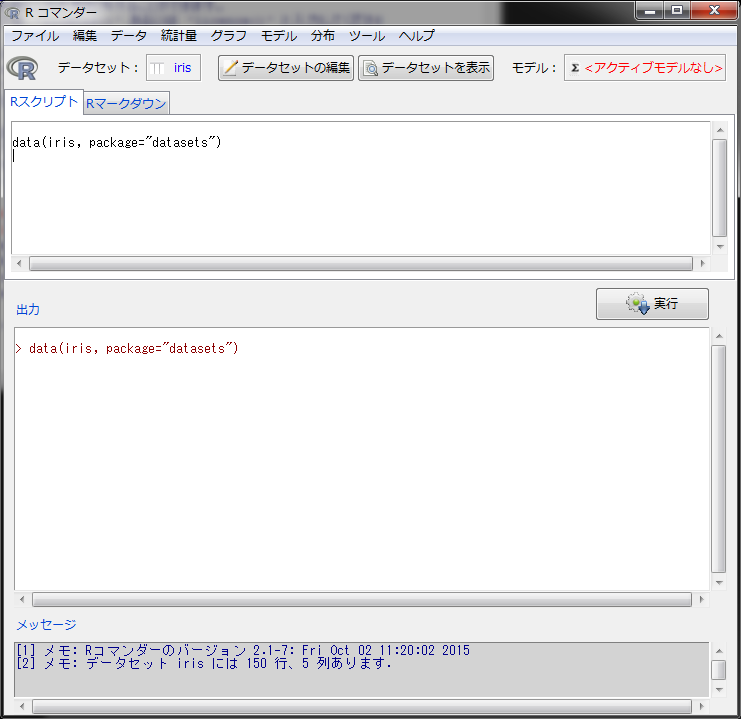 R コマンダー
ファイル 編集 データ 統計量 グラフ モデル 分布 ツール ヘルプ
データセット： iris データセットの編集 データセットを表示 モデル： Σ <アクティブモデルなし>
Rスクリプト Rマークダウン
data(iris, package="datasets")
出力
実行
> data(iris, package="datasets")
メッセージ
[1] メモ: Rコマンダーのバージョン 2.1-7: Fri Oct 02 11:20:02 2015
[2] メモ: データセット iris には 150 行、5 列あります.